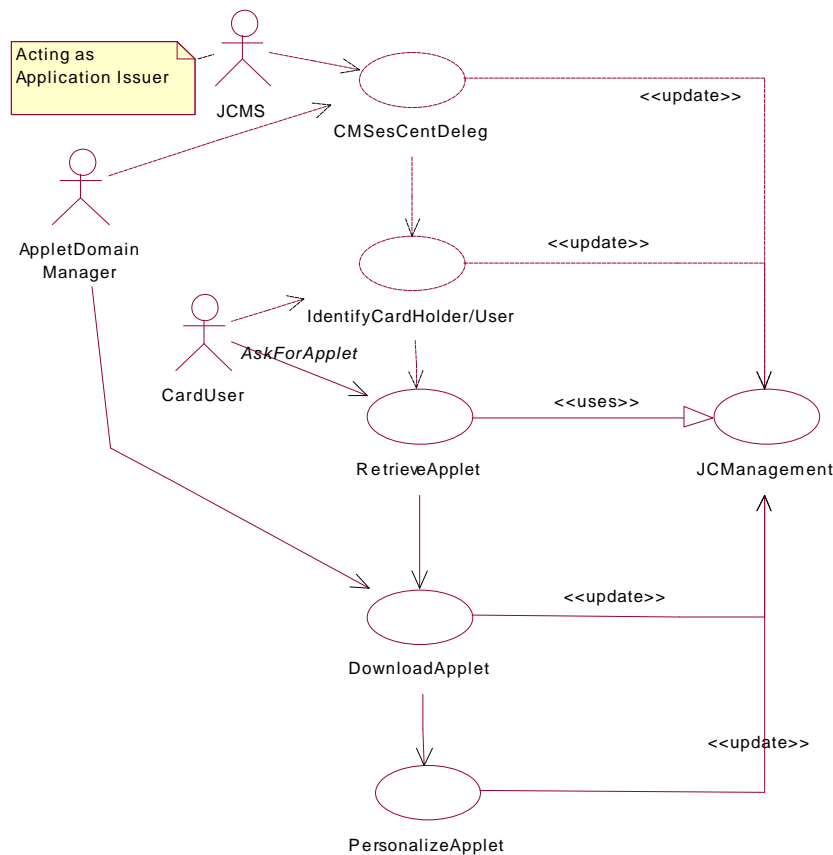 Acting as
Application Issuer
JCMS
<<update>>
CMSesCentDeleg
AppletDomain
Manager
<<update>>
IdentifyCardHolder/User
AskForApplet
CardUser
<<uses>>
RetrieveApplet
JCManagement
<<update>>
DownloadApplet
<<update>>
PersonalizeApplet